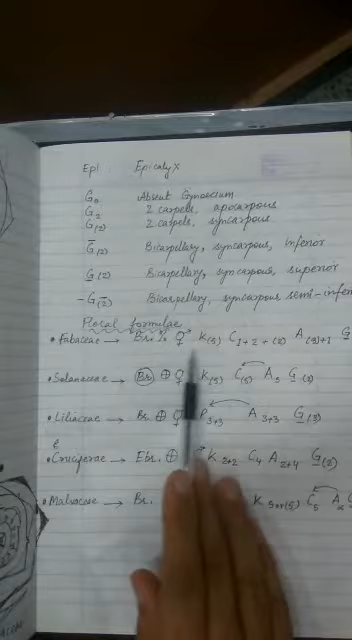 Epi Epicalyx
G₀ Absent Gynoecium
G₂ 2 carpels, apocarpous
G(2) 2 carpels, syncarpous
G̅(2) Bicarpellary, syncarpous, inferior
G̲(2) Bicarpellary, syncarpous, superior
-G(2) Bicarpellary, syncarpous semi-infer
Floral formulae
• Fabaceae → Br ⚥ K(5) C1+2+(2) A(9)+1 G
• Solanaceae → (Br) ⊕ ⚥ K(5) C(5) A5 G̲(2)
• Liliaceae → Br ⊕ ⚥ P3+3 A3+3 G̲(3)
• Cruciferae → Ebr ⊕ K2+2 C4 A2+4 G̲(2)
• Malvaceae → Br. K5 or (5) C5 A∝ G